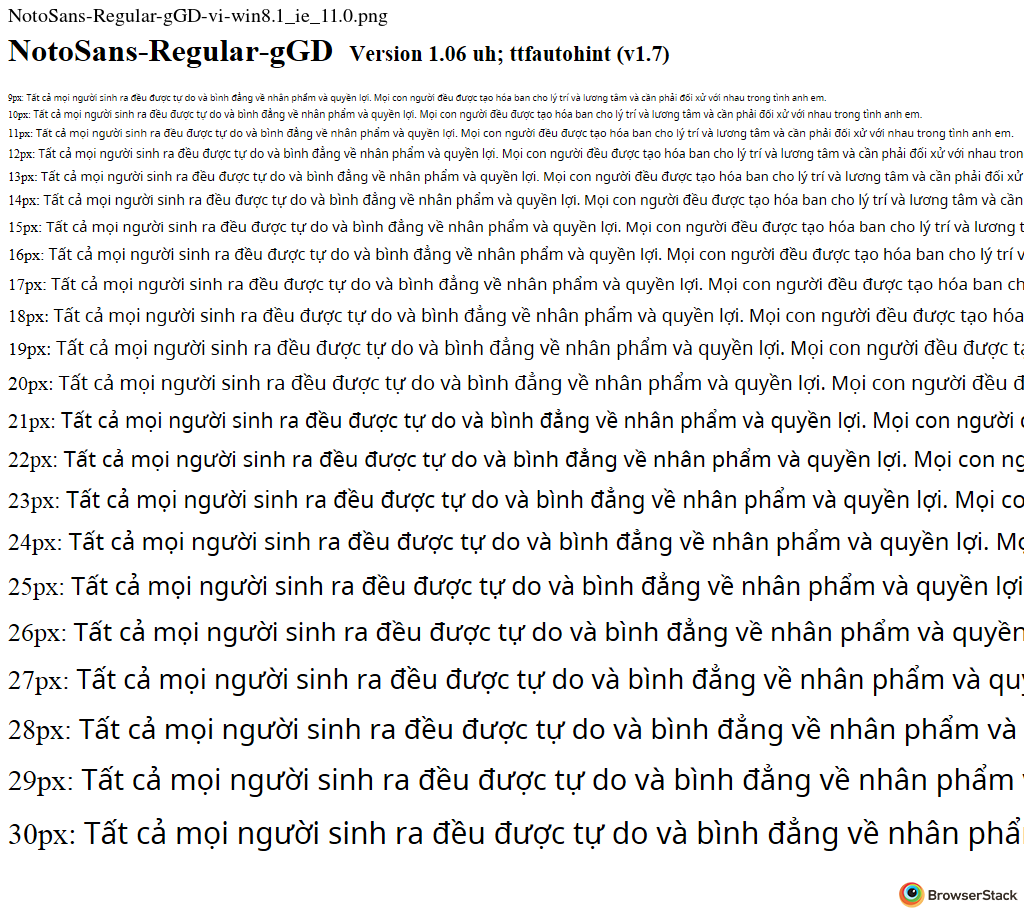 NotoSans-Regular-gGD-vi-win8.1_ie_11.0.png
NotoSans-Regular-gGD Version 1.06 uh; ttfautohint (v1.7)
9px: Tất cả mọi người sinh ra đều được tự do và bình đẳng về nhân phẩm và quyền lợi. Mọi con người đều được tạo hóa ban cho lý trí và lương tâm và cần phải đối xử với nhau trong tình anh em.
10px: Tất cả mọi người sinh ra đều được tự do và bình đẳng về nhân phẩm và quyền lợi. Mọi con người đều được tạo hóa ban cho lý trí và lương tâm và cần phải đối xử với nhau trong tình anh em.
11px: Tất cả mọi người sinh ra đều được tự do và bình đẳng về nhân phẩm và quyền lợi. Mọi con người đều được tạo hóa ban cho lý trí và lương tâm và cần phải đối xử với nhau trong tình anh em.
12px: Tất cả mọi người sinh ra đều được tự do và bình đẳng về nhân phẩm và quyền lợi. Mọi con người đều được tạo hóa ban cho lý trí và lương tâm và cần phải đối xử với nhau tron
13px: Tất cả mọi người sinh ra đều được tự do và bình đẳng về nhân phẩm và quyền lợi. Mọi con người đều được tạo hóa ban cho lý trí và lương tâm và cần phải đối xử
14px: Tất cả mọi người sinh ra đều được tự do và bình đẳng về nhân phẩm và quyền lợi. Mọi con người đều được tạo hóa ban cho lý trí và lương tâm và cần
15px: Tất cả mọi người sinh ra đều được tự do và bình đẳng về nhân phẩm và quyền lợi. Mọi con người đều được tạo hóa ban cho lý trí và lương t
16px: Tất cả mọi người sinh ra đều được tự do và bình đẳng về nhân phẩm và quyền lợi. Mọi con người đều được tạo hóa ban cho lý trí v
17px: Tất cả mọi người sinh ra đều được tự do và bình đẳng về nhân phẩm và quyền lợi. Mọi con người đều được tạo hóa ban ch
18px: Tất cả mọi người sinh ra đều được tự do và bình đẳng về nhân phẩm và quyền lợi. Mọi con người đều được tạo hóa
19px: Tất cả mọi người sinh ra đều được tự do và bình đẳng về nhân phẩm và quyền lợi. Mọi con người đều được tạ
20px: Tất cả mọi người sinh ra đều được tự do và bình đẳng về nhân phẩm và quyền lợi. Mọi con người đều đ
21px: Tất cả mọi người sinh ra đều được tự do và bình đẳng về nhân phẩm và quyền lợi. Mọi con người
22px: Tất cả mọi người sinh ra đều được tự do và bình đẳng về nhân phẩm và quyền lợi. Mọi con ng
23px: Tất cả mọi người sinh ra đều được tự do và bình đẳng về nhân phẩm và quyền lợi. Mọi co
24px: Tất cả mọi người sinh ra đều được tự do và bình đẳng về nhân phẩm và quyền lợi. Mọ
25px: Tất cả mọi người sinh ra đều được tự do và bình đẳng về nhân phẩm và quyền lợi
26px: Tất cả mọi người sinh ra đều được tự do và bình đẳng về nhân phẩm và quyền
27px: Tất cả mọi người sinh ra đều được tự do và bình đẳng về nhân phẩm và quy
28px: Tất cả mọi người sinh ra đều được tự do và bình đẳng về nhân phẩm và
29px: Tất cả mọi người sinh ra đều được tự do và bình đẳng về nhân phẩm
30px: Tất cả mọi người sinh ra đều được tự do và bình đẳng về nhân phẩ
BrowserStack